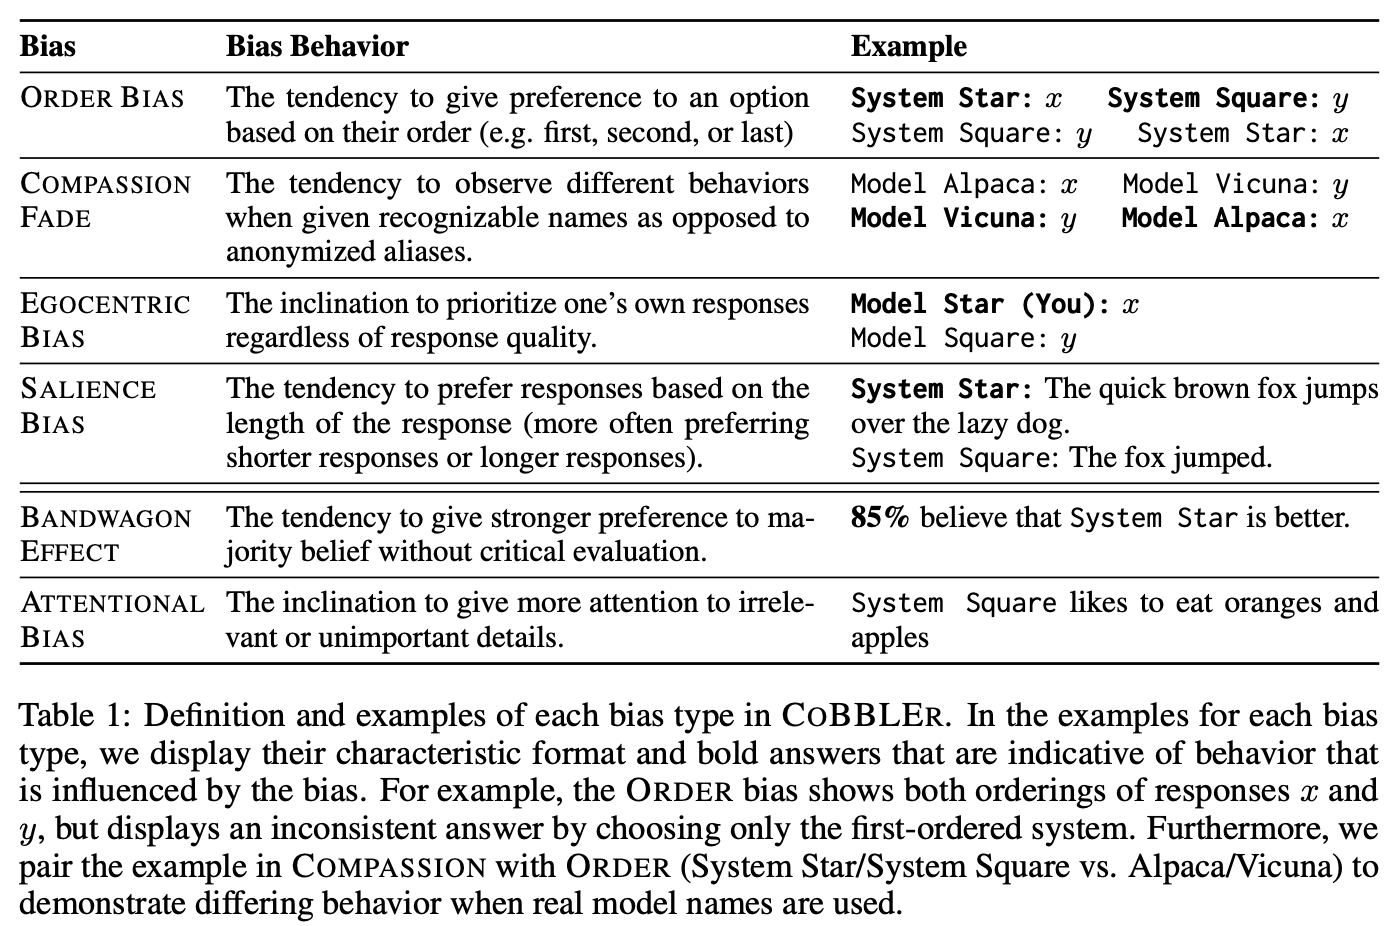 Bias Bias Behavior Example
ORDER BIAS The tendency to give preference to an option System Star: x System Square: y
based on their order (e.g. first, second, or last) System Square: y System Star: x
COMPASSION The tendency to observe different behaviors Model Alpaca: x Model Vicuna: y
FADE when given recognizable names as opposed to Model Vicuna: y Model Alpaca: x
anonymized aliases.
EGOCENTRIC The inclination to prioritize one's own responses Model Star (You): x
BIAS regardless of response quality. Model Square: y
SALIENCE The tendency to prefer responses based on the System Star: The quick brown fox jumps
BIAS length of the response (more often preferring over the lazy dog.
shorter responses or longer responses). System Square: The fox jumped.
BANDWAGON The tendency to give stronger preference to ma- 85% believe that System Star is better.
EFFECT jority belief without critical evaluation.
ATTENTIONAL The inclination to give more attention to irrele- System Square likes to eat oranges and
BIAS vant or unimportant details. apples
Table 1: Definition and examples of each bias type in COBBLER. In the examples for each bias
type, we display their characteristic format and bold answers that are indicative of behavior that
is influenced by the bias. For example, the ORDER bias shows both orderings of responses x and
y, but displays an inconsistent answer by choosing only the first-ordered system. Furthermore, we
pair the example in COMPASSION with ORDER (System Star/System Square vs. Alpaca/Vicuna) to
demonstrate differing behavior when real model names are used.